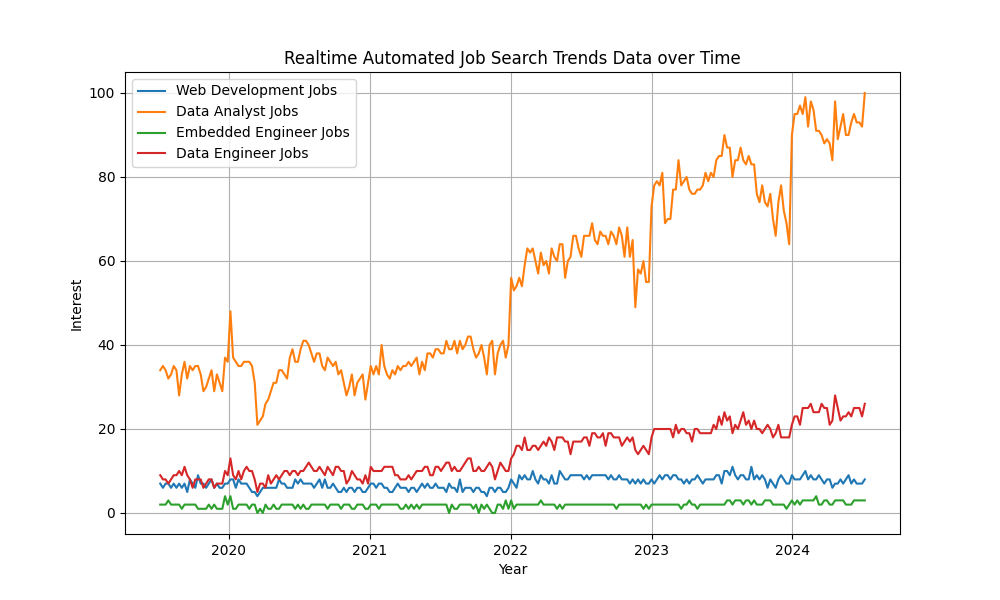 Realtime Automated Job Search Trends Data over Time
Web Development Jobs
Data Analyst Jobs
Embedded Engineer Jobs
Data Engineer Jobs
100
80
60
40
20
0
Interest
2020 2021 2022 2023 2024
Year